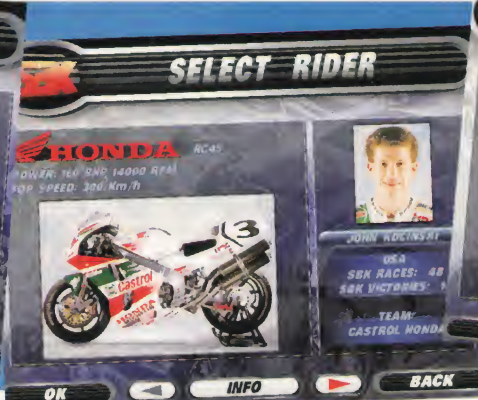 SELECT RIDER
HONDA RC45
POWER: 160 BHP 14000 RPM
TOP SPEED: 300 Km/h
3
Castrol
HONDA
JOHN KOCINSKI
USA
SBK RACES: 48
SBK VICTORIES:
TEAM:
CASTROL HONDA
OK
INFO
BACK